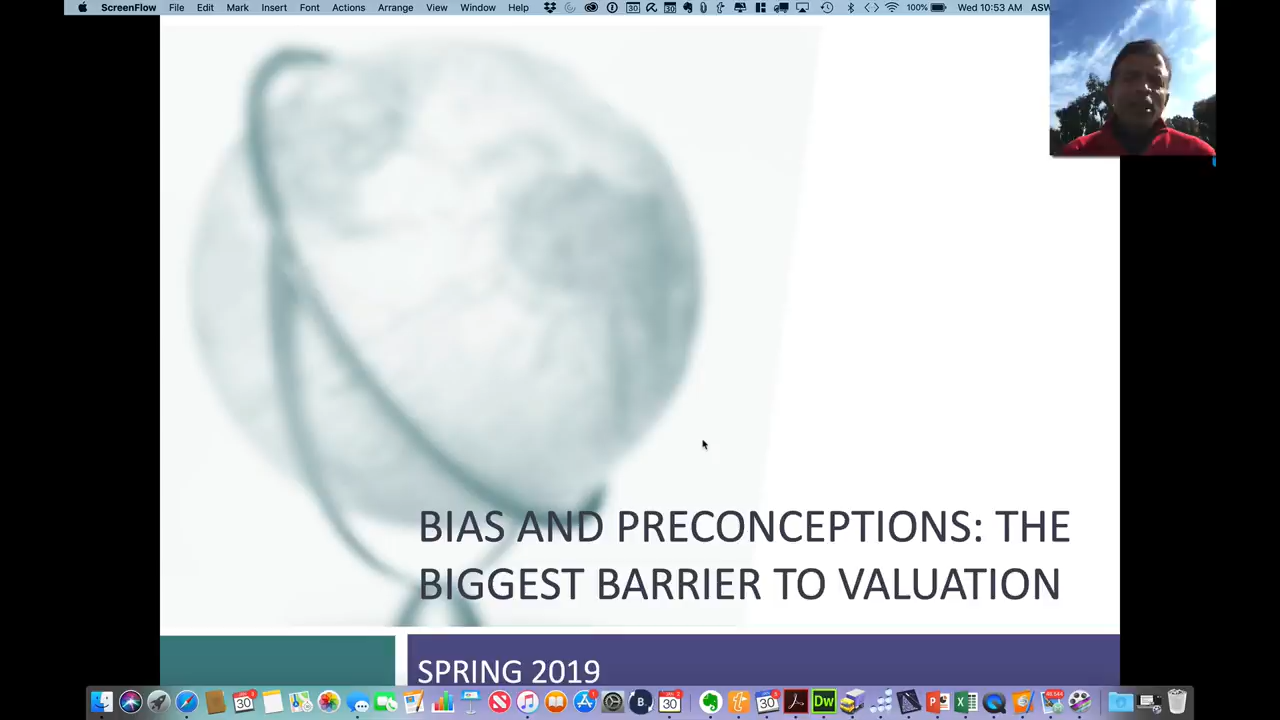 ScreenFlow File Edit Mark Insert Font Actions Arrange View Window Help 100% Wed 10:53 AM ASW
BIAS AND PRECONCEPTIONS: THE
BIGGEST BARRIER TO VALUATION
SPRING 2019